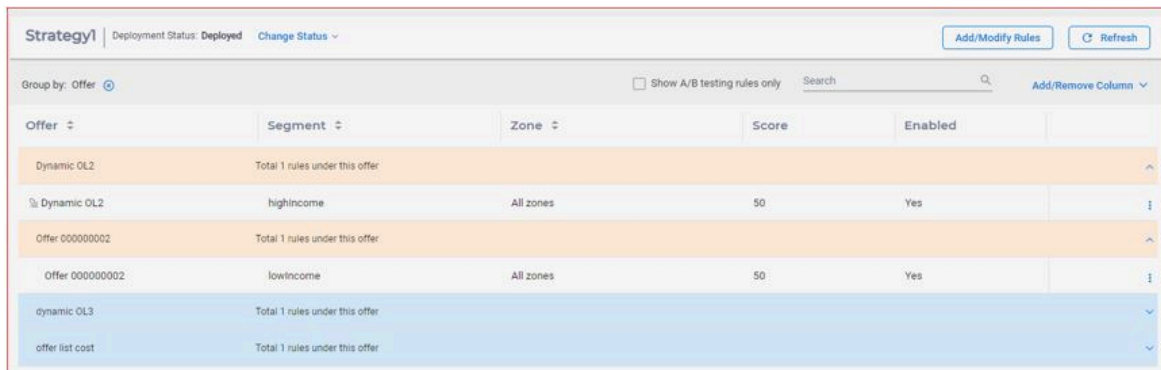 Strategy1 Deployment Status: Deployed Change Status Add/Modify Rules Refresh
Group by: Offer Show A/B testing rules only Search Add/Remove Column
Offer Segment Zone Score Enabled
Dynamic OL2 Total 1 rules under this offer
Dynamic OL2 highIncome All zones 50 Yes
Offer 000000002 Total 1 rules under this offer
Offer 000000002 lowIncome All zones 50 Yes
dynamic OL3 Total 1 rules under this offer
offer list cost Total 1 rules under this offer